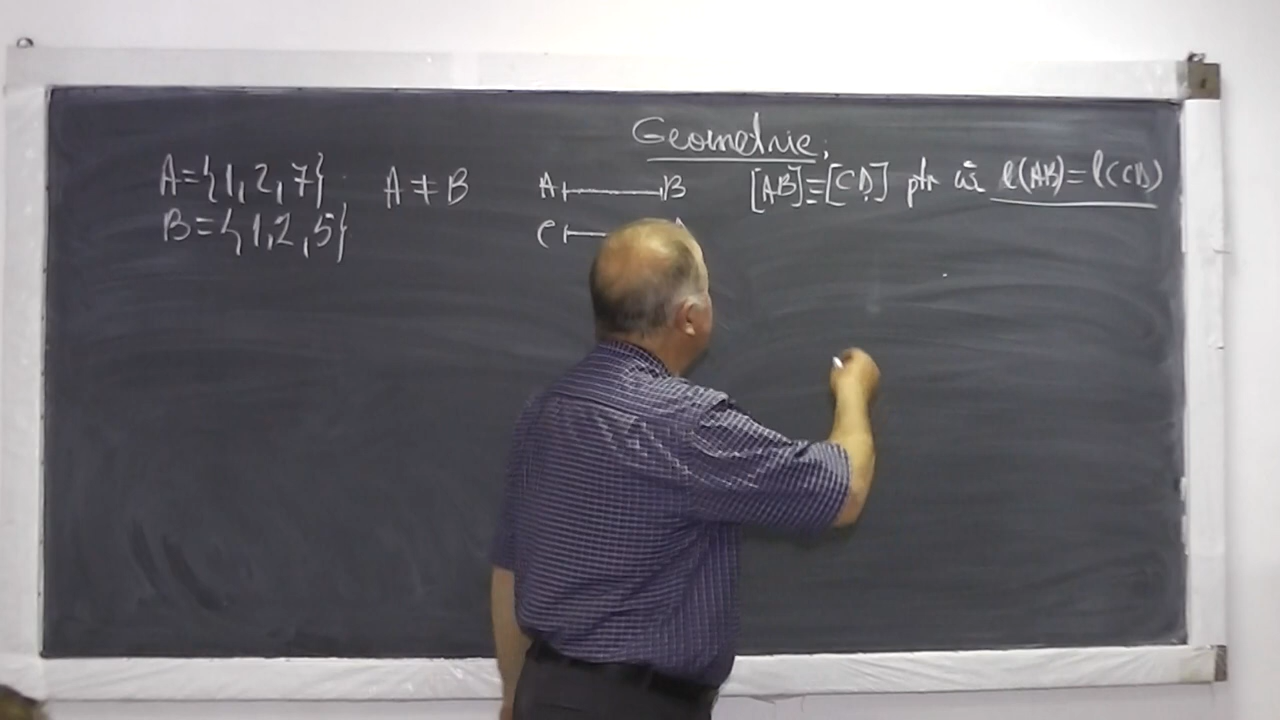 Geometrie;
A={1,2,7} A≠B A B [AB]≡[CD] ptr că l(AB)=l(CD)
B={1,2,5} C